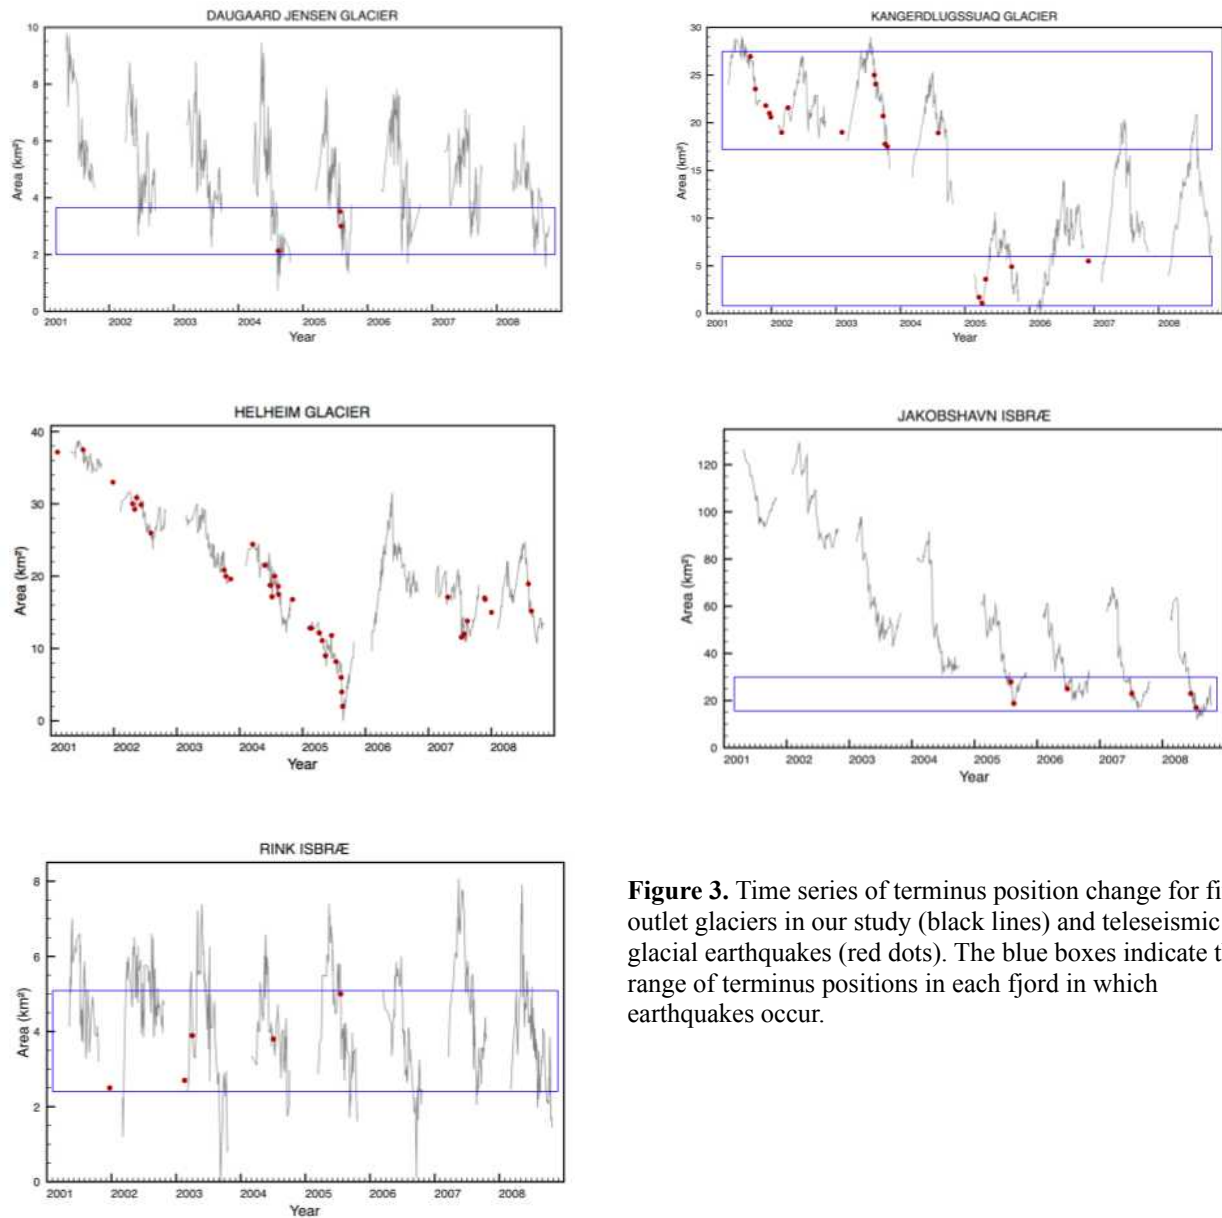 DAUGAARD JENSEN GLACIER
10
8
6
4
2
0
Area (km²)
2001 2002 2003 2004 2005 2006 2007 2008
Year
KANGERDLUGSSUAQ GLACIER
30
25
20
15
10
5
0
Area (km²)
2001 2002 2003 2004 2005 2006 2007 2008
Year
HELHEIM GLACIER
40
30
20
10
0
Area (km²)
2001 2002 2003 2004 2005 2006 2007 2008
Year
JAKOBSHAVN ISBRÆ
120
100
80
60
40
20
0
Area (km²)
2001 2002 2003 2004 2005 2006 2007 2008
Year
RINK ISBRÆ
8
6
4
2
0
Area (km²)
2001 2002 2003 2004 2005 2006 2007 2008
Year
Figure 3. Time series of terminus position change for fi
outlet glaciers in our study (black lines) and teleseismic
glacial earthquakes (red dots). The blue boxes indicate t
range of terminus positions in each fjord in which
earthquakes occur.